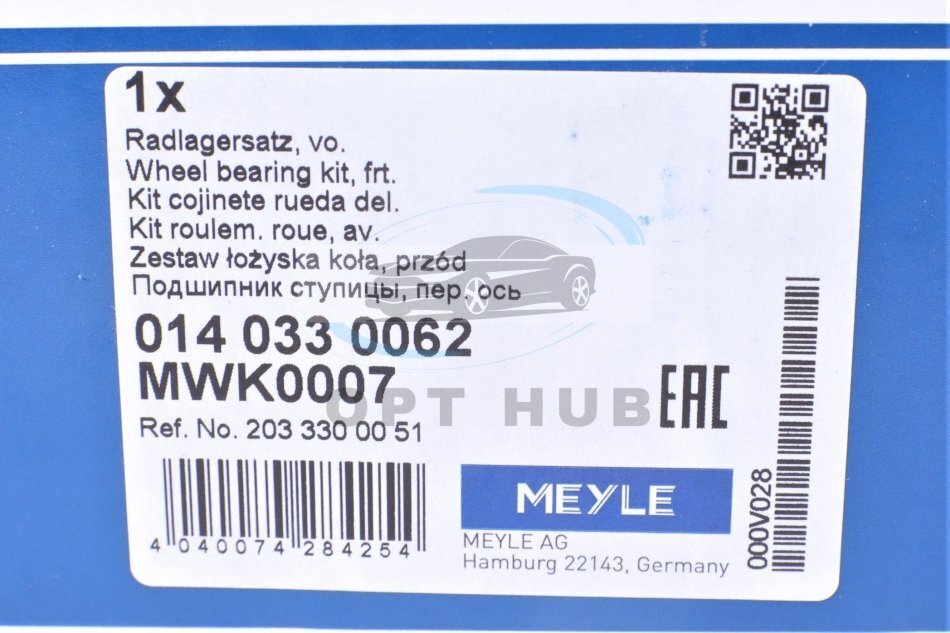 1x
Radlagersatz, vo.
Wheel bearing kit, frt.
Kit cojinete rueda del.
Kit roulem. roue, av.
Zestaw łożyska koła, przód
Подшипник ступицы, пер. ось
014 033 0062
MWK0007
OPT HUB
EAC
Ref. No. 203 330 00 51
4 040074 284254
MEYLE
MEYLE AG
Hamburg 22143, Germany
000V028